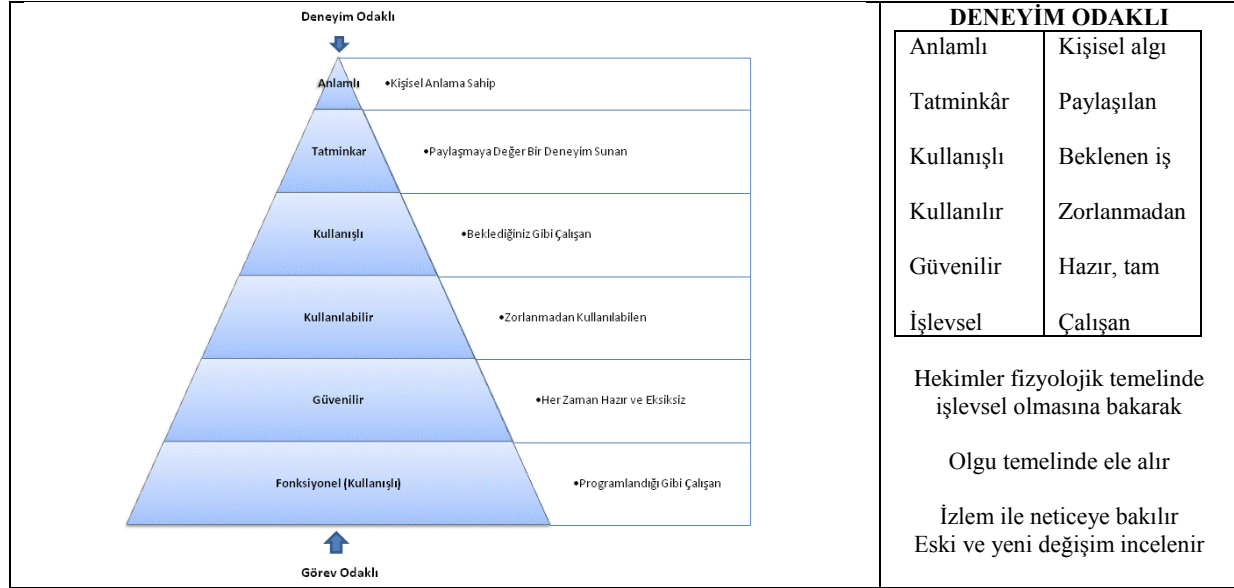 Deneyim Odaklı
Anlamlı •Kişisel Anlama Sahip
Tatminkar •Paylaşmaya Değer Bir Deneyim Sunan
Kullanışlı •Beklediğiniz Gibi Çalışan
Kullanılabilir •Zorlanmadan Kullanılabilen
Güvenilir •Her Zaman Hazır ve Eksiksiz
Fonksiyonel (Kullanışlı) •Programlandığı Gibi Çalışan
Görev Odaklı
DENEYİM ODAKLI
Anlamlı Kişisel algı
Tatminkâr Paylaşılan
Kullanışlı Beklenen iş
Kullanılır Zorlanmadan
Güvenilir Hazır, tam
İşlevsel Çalışan
Hekimler fizyolojik temelinde
işlevsel olmasına bakarak
Olgu temelinde ele alır
İzlem ile neticeye bakılır
Eski ve yeni değişim incelenir